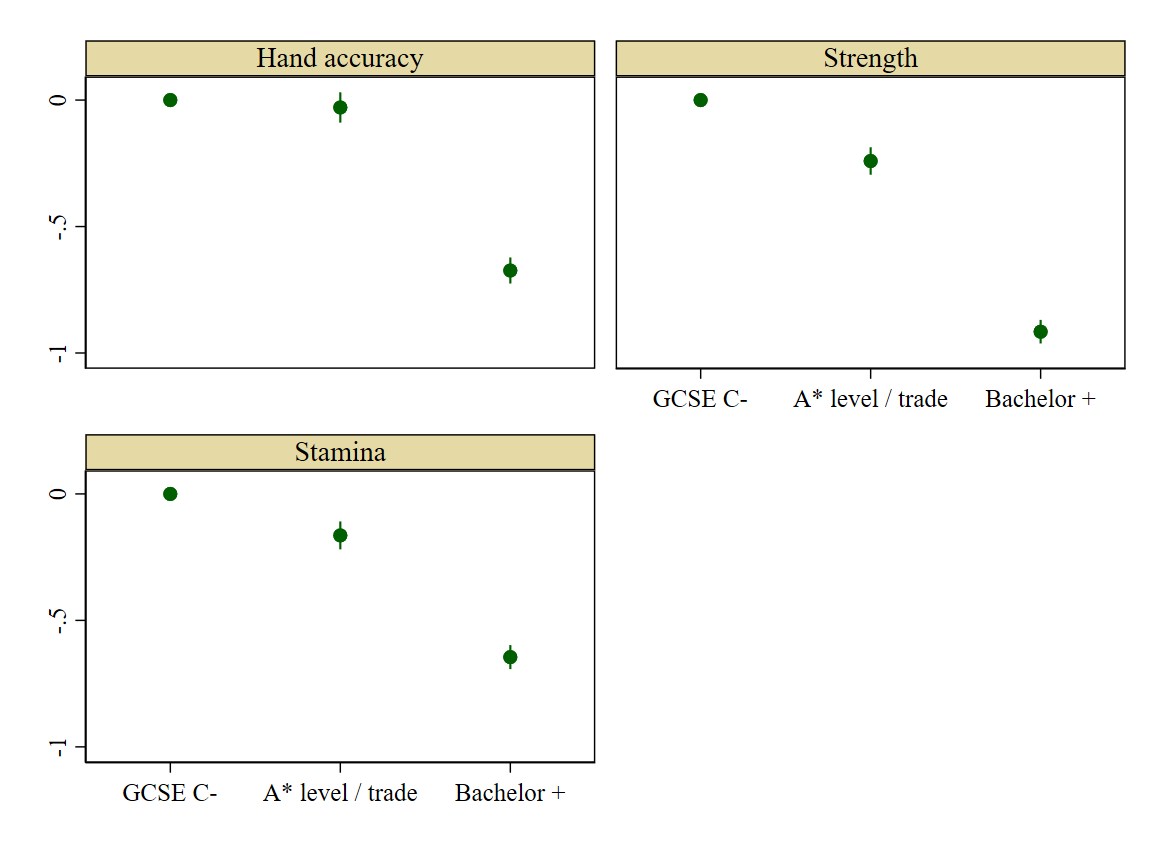 Hand accuracy
0
-.5
-1
Strength
GCSE C-
A* level / trade
Bachelor +
Stamina
0
-.5
-1
GCSE C-
A* level / trade
Bachelor +